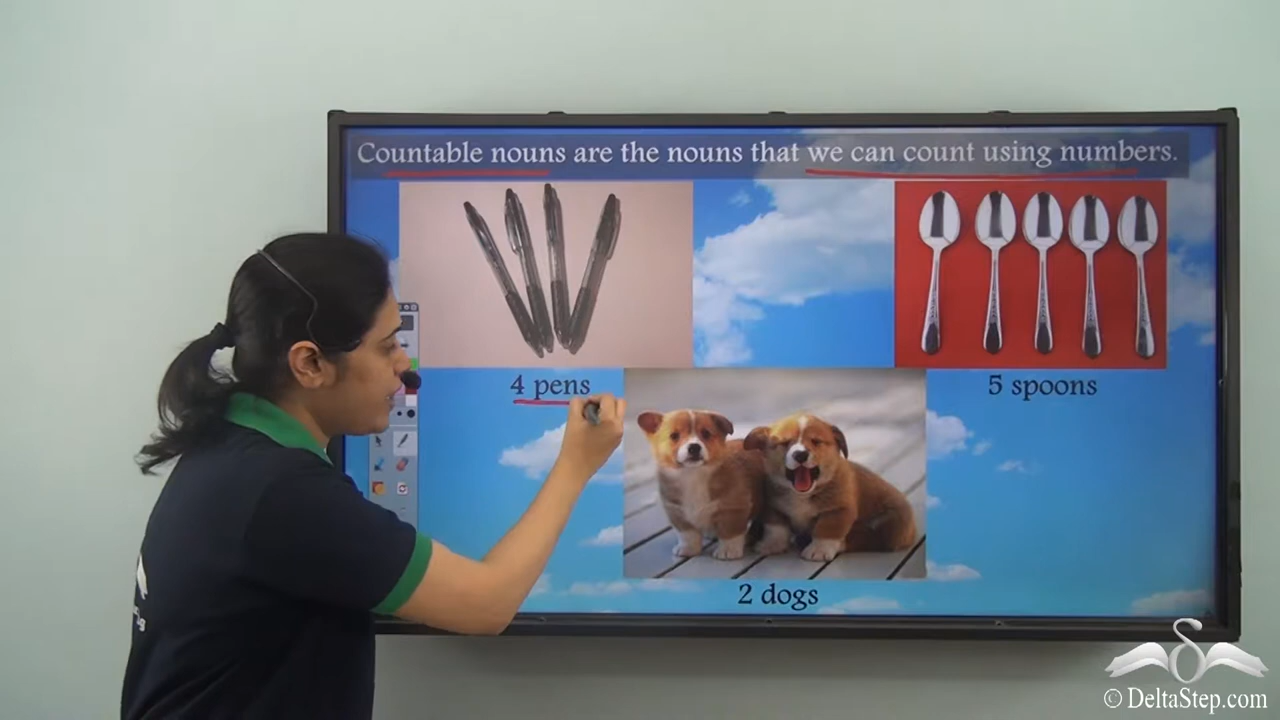 Countable nouns are the nouns that we can count using numbers.
4 pens
5 spoons
2 dogs
© DeltaStep.com